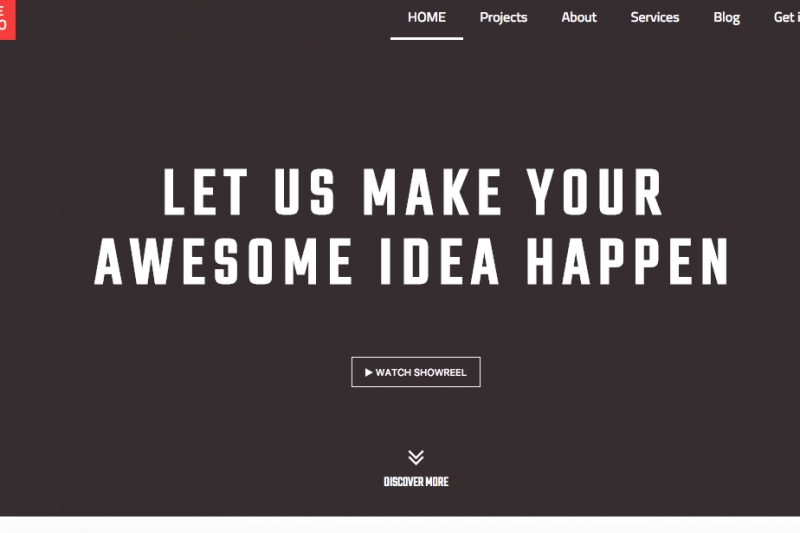 HOME Projects About Services Blog Get
LET US MAKE YOUR
AWESOME IDEA HAPPEN
WATCH SHOWREEL
DISCOVER MORE